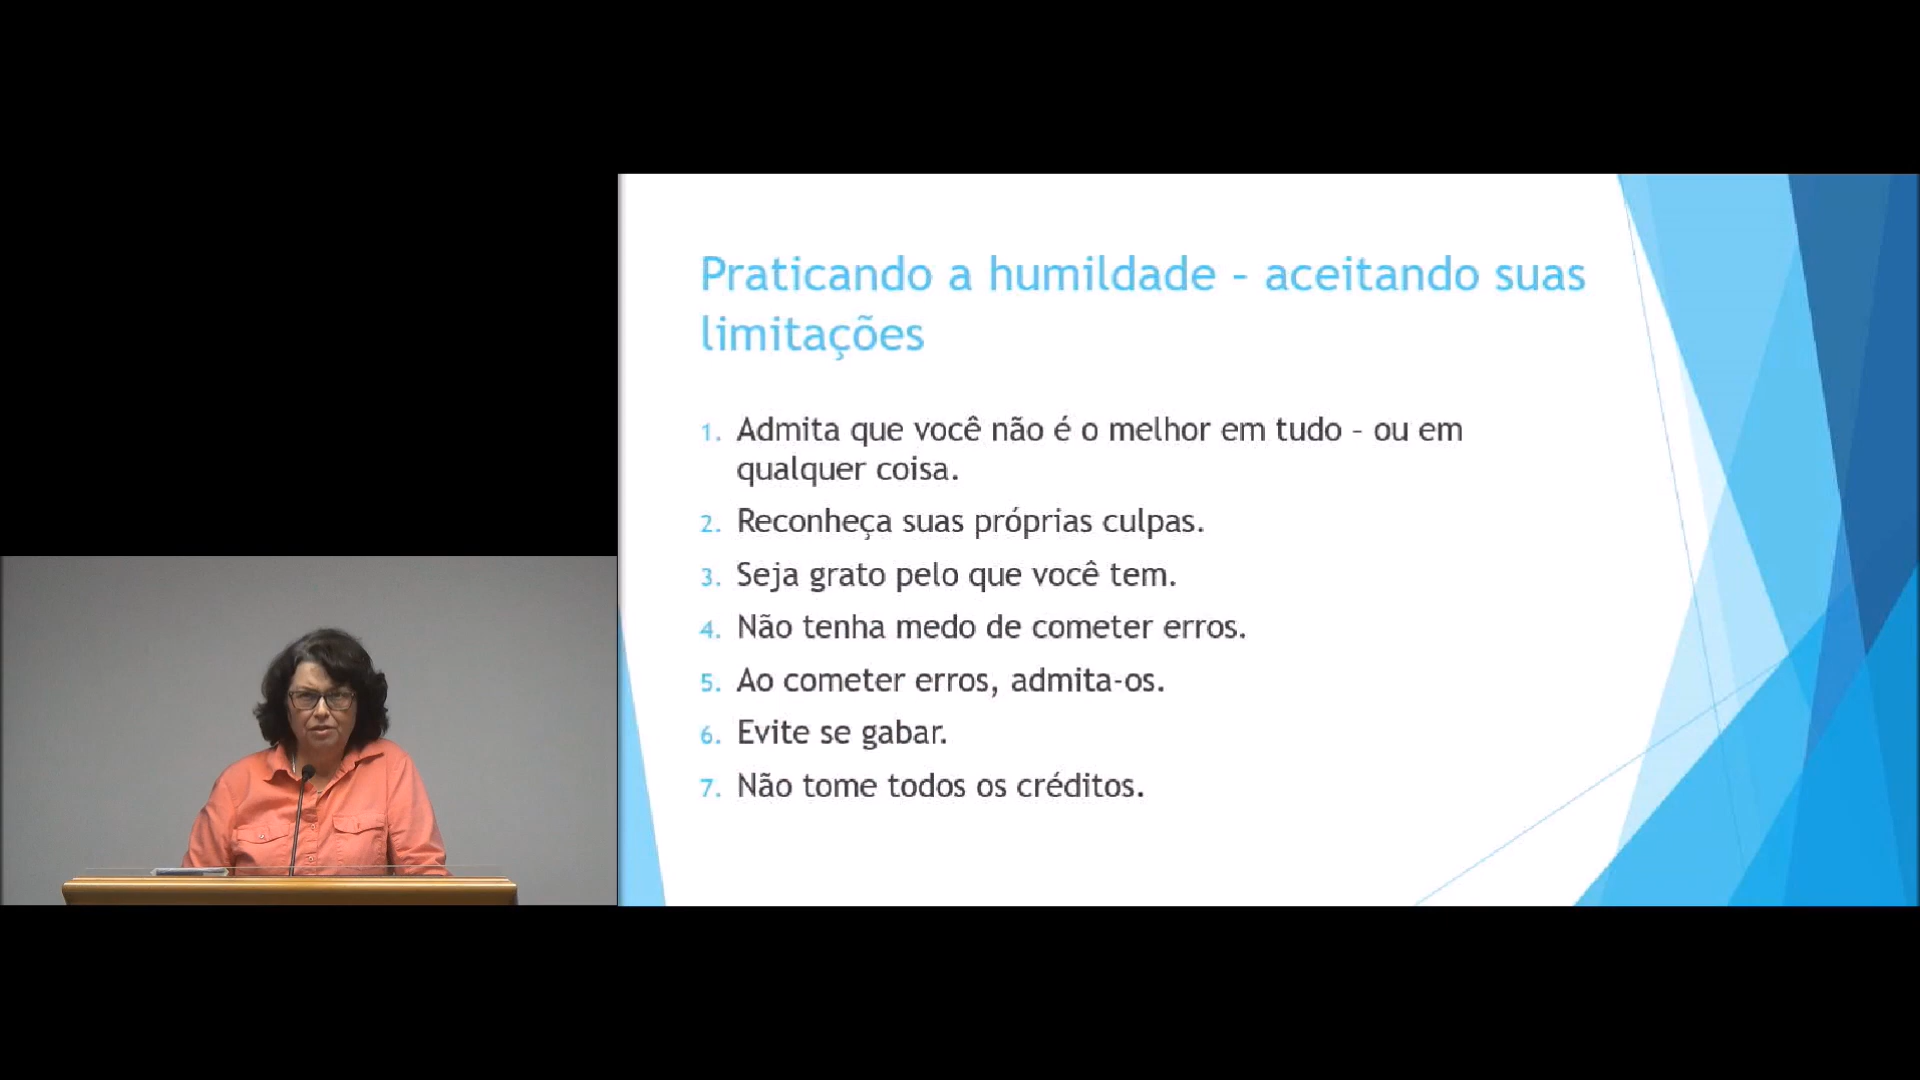 Praticando a humildade – aceitando suas
limitações
1. Admita que você não é o melhor em tudo – ou em
qualquer coisa.
2. Reconheça suas próprias culpas.
3. Seja grato pelo que você tem.
4. Não tenha medo de cometer erros.
5. Ao cometer erros, admita-os.
6. Evite se gabar.
7. Não tome todos os créditos.